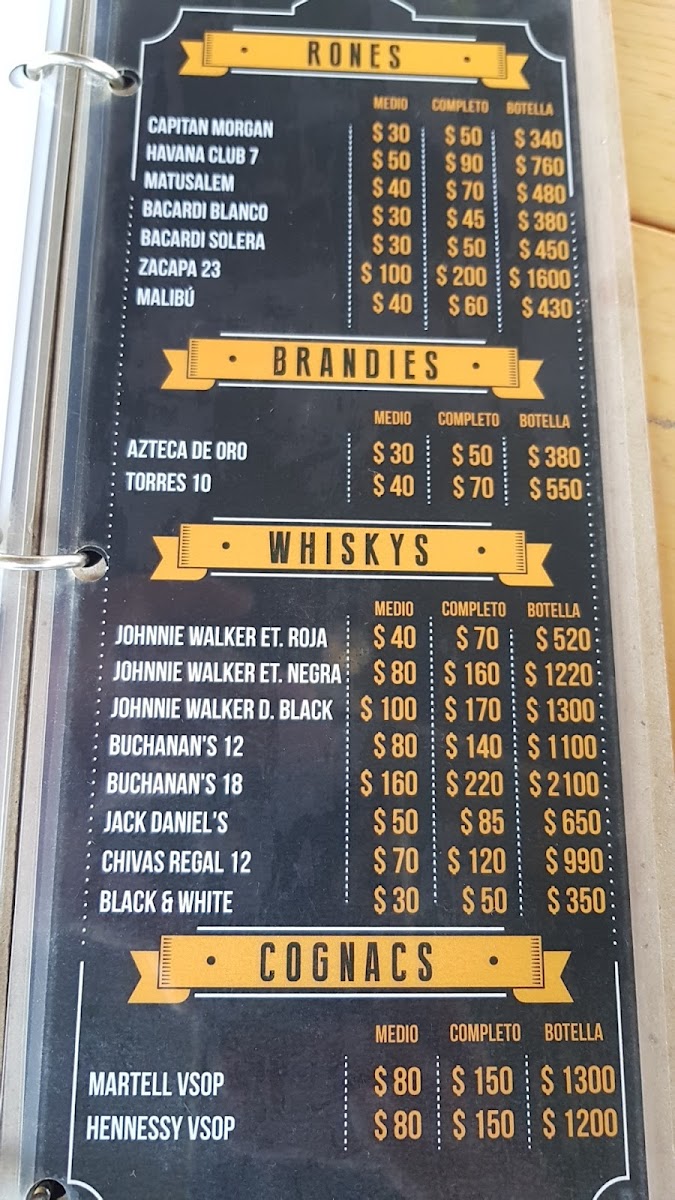 RONES
MEDIO COMPLETO BOTELLA
CAPITAN MORGAN $30 $50 $340
HAVANA CLUB 7 $50 $90 $760
MATUSALEM $40 $70 $480
BACARDI BLANCO $30 $45 $380
BACARDI SOLERA $30 $50 $450
ZACAPA 23 $100 $200 $1600
MALIBÚ $40 $60 $430
BRANDIES
MEDIO COMPLETO BOTELLA
AZTECA DE ORO $30 $50 $380
TORRES 10 $40 $70 $550
WHISKYS
MEDIO COMPLETO BOTELLA
JOHNNIE WALKER ET. ROJA $40 $70 $520
JOHNNIE WALKER ET. NEGRA $80 $160 $1220
JOHNNIE WALKER D. BLACK $100 $170 $1300
BUCHANAN'S 12 $80 $140 $1100
BUCHANAN'S 18 $160 $220 $2100
JACK DANIEL'S $50 $85 $650
CHIVAS REGAL 12 $70 $120 $990
BLACK & WHITE $30 $50 $350
COGNACS
MEDIO COMPLETO BOTELLA
MARTELL VSOP $80 $150 $1300
HENNESSY VSOP $80 $150 $1200